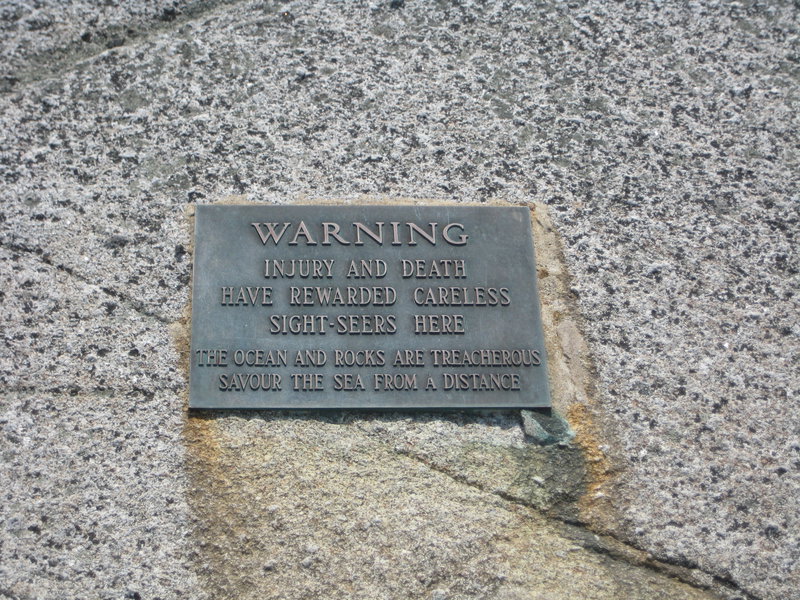 WARNING
INJURY AND DEATH
HAVE REWARDED CARELESS
SIGHT-SEERS HERE
THE OCEAN AND ROCKS ARE TREACHEROUS
SAVOUR THE SEA FROM A DISTANCE